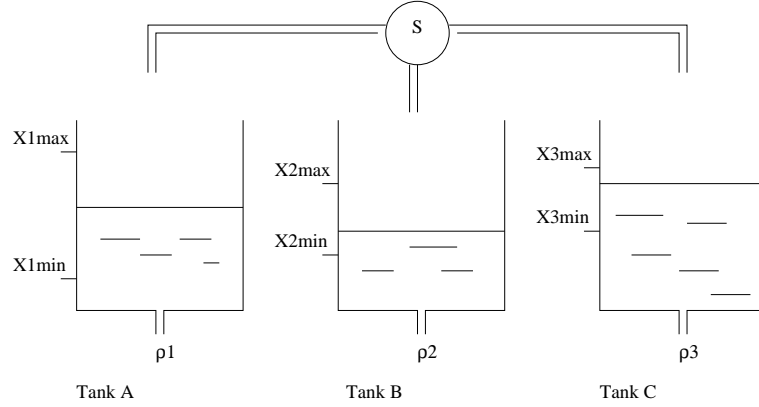 S
X1max
X2max
X3max
X1min
X2min
X3min
ρ1
ρ2
ρ3
Tank A
Tank B
Tank C